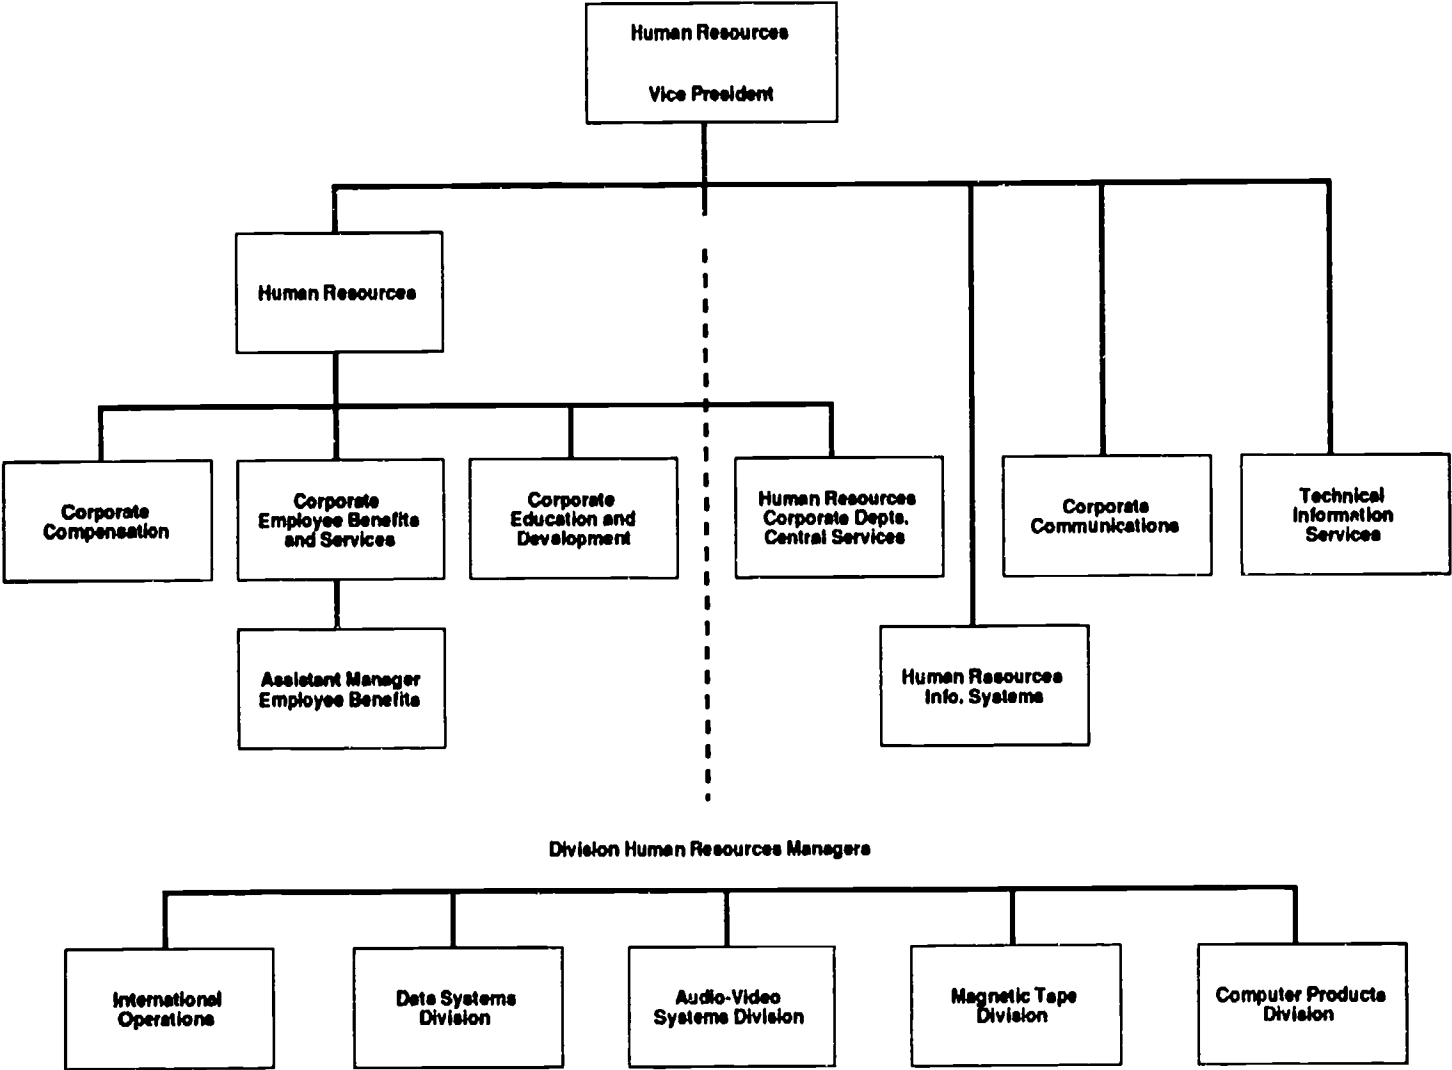 Human Resources
Vice President
Human Resources
Corporate
Compensation
Corporate
Employee Benefits
and Services
Corporate
Education and
Development
Human Resources
Corporate Depts.
Central Services
Corporate
Communications
Technical
Information
Services
Assistant Manager
Employee Benefits
Human Resources
Info. Systems
Division Human Resources Managers
International
Operations
Data Systems
Division
Audio-Video
Systems Division
Magnetic Tape
Division
Computer Products
Division